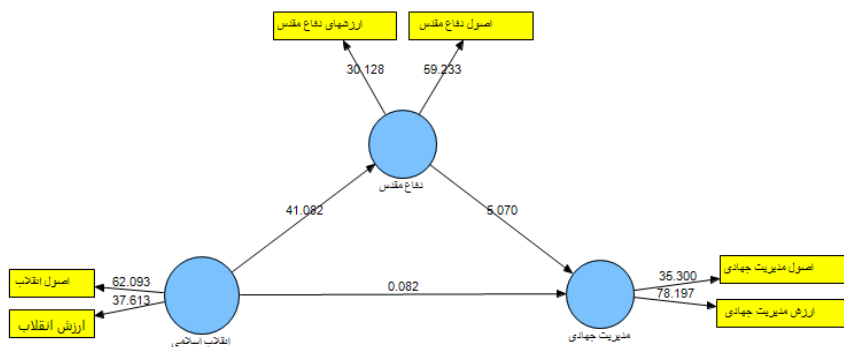 ارزشهای دفاع مقدس
اصول دفاع مقدس
30.128
59.233
دفاع مقدس
41.082
5.070
اصول انقلاب
62.093
ارزش انقلاب
37.613
انقلاب اسلامی
0.082
مدیریت جهادی
35.300
اصول مدیریت جهادی
78.197
ارزش مدیریت جهادی